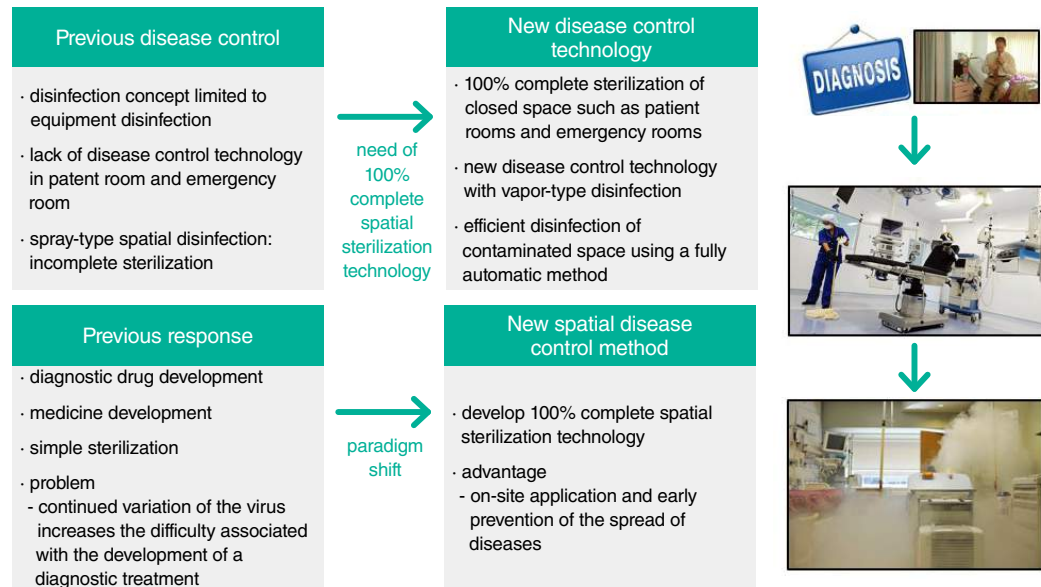 Previous disease control
· disinfection concept limited to
equipment disinfection
· lack of disease control technology
in patent room and emergency
room
· spray-type spatial disinfection:
incomplete sterilization
need of
100%
complete
spatial
sterilization
technology
New disease control
technology
· 100% complete sterilization of
closed space such as patient
rooms and emergency rooms
· new disease control technology
with vapor-type disinfection
· efficient disinfection of
contaminated space using a fully
automatic method
Previous response
· diagnostic drug development
· medicine development
· simple sterilization
· problem
- continued variation of the virus
increases the difficulty associated
with the development of a
diagnostic treatment
paradigm
shift
New spatial disease
control method
· develop 100% complete spatial
sterilization technology
· advantage
- on-site application and early
prevention of the spread of
diseases
DIAGNOSIS